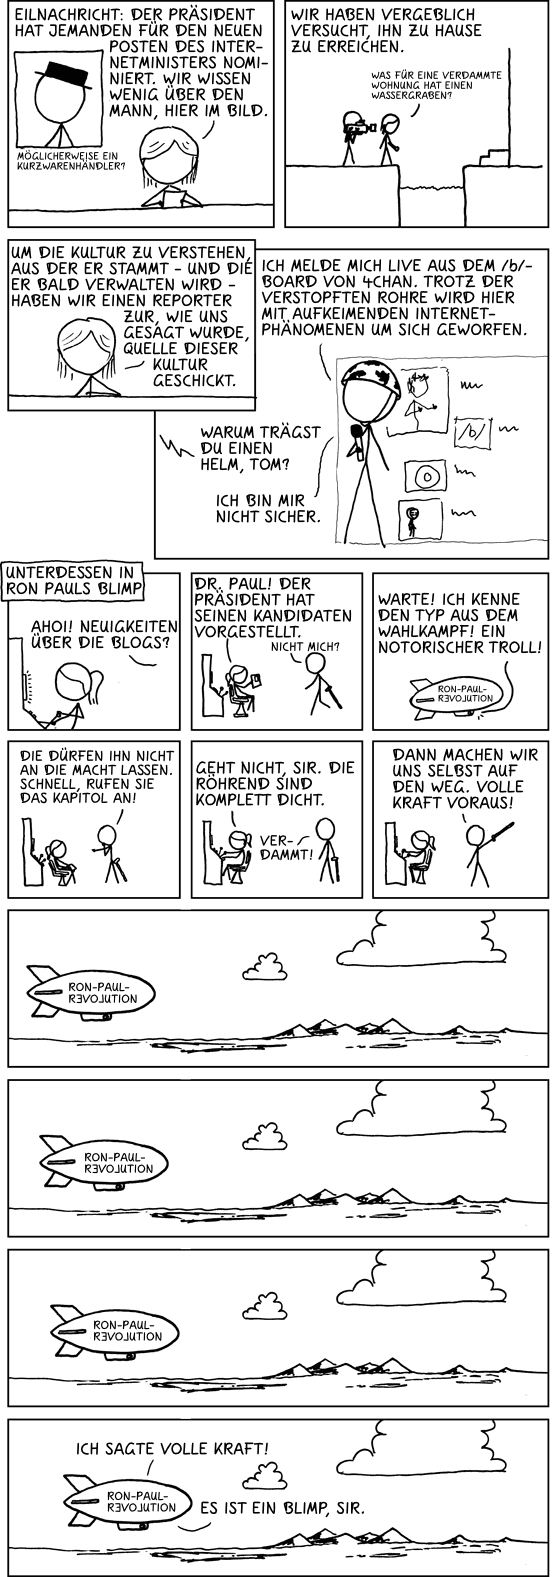 EILNACHRICHT: DER PRÄSIDENT
HAT JEMANDEN FÜR DEN NEUEN
POSTEN DES INTER-
NETMINISTERS NOMI-
NIERT. WIR WISSEN
WENIG ÜBER DEN
MANN, HIER IM BILD.
MÖGLICHERWEISE EIN
KURZWARENHÄNDLER?
WIR HABEN VERGEBLICH
VERSUCHT, IHN ZU HAUSE
ZU ERREICHEN.
WAS FÜR EINE VERDAMMTE
WOHNUNG HAT EINEN
WASSERGRABEN?
UM DIE KULTUR ZU VERSTEHEN,
AUS DER ER STAMMT - UND DIE
ER BALD VERWALTEN WIRD -
HABEN WIR EINEN REPORTER
ZUR, WIE UNS
GESAGT WURDE,
QUELLE DIESER
KULTUR
GESCHICKT.
ICH MELDE MICH LIVE AUS DEM /b/-
BOARD VON 4CHAN. TROTZ DER
VERSTOPFTEN ROHRE WIRD HIER
MIT AUFKEIMENDEN INTERNET-
PHÄNOMENEN UM SICH GEWORFEN.
/b/
WARUM TRÄGST
DU EINEN
HELM, TOM?
ICH BIN MIR
NICHT SICHER.
UNTERDESSEN IN
RON PAULS BLIMP
AHOI! NEUIGKEITEN
ÜBER DIE BLOGS?
DR. PAUL! DER
PRÄSIDENT HAT
SEINEN KANDIDATEN
VORGESTELLT.
NICHT MICH?
WARTE! ICH KENNE
DEN TYP AUS DEM
WAHLKAMPF! EIN
NOTORISCHER TROLL!
RON-PAUL-
REVOLUTION
DIE DÜRFEN IHN NICHT
AN DIE MACHT LASSEN.
SCHNELL, RUFEN SIE
DAS KAPITOL AN!
GEHT NICHT, SIR. DIE
RÖHREND SIND
KOMPLETT DICHT.
VER-
DAMMT!
DANN MACHEN WIR
UNS SELBST AUF
DEN WEG. VOLLE
KRAFT VORAUS!
RON-PAUL-
REVOLUTION
RON-PAUL-
REVOLUTION
RON-PAUL-
REVOLUTION
ICH SAGTE VOLLE KRAFT!
RON-PAUL-
REVOLUTION
ES IST EIN BLIMP, SIR.